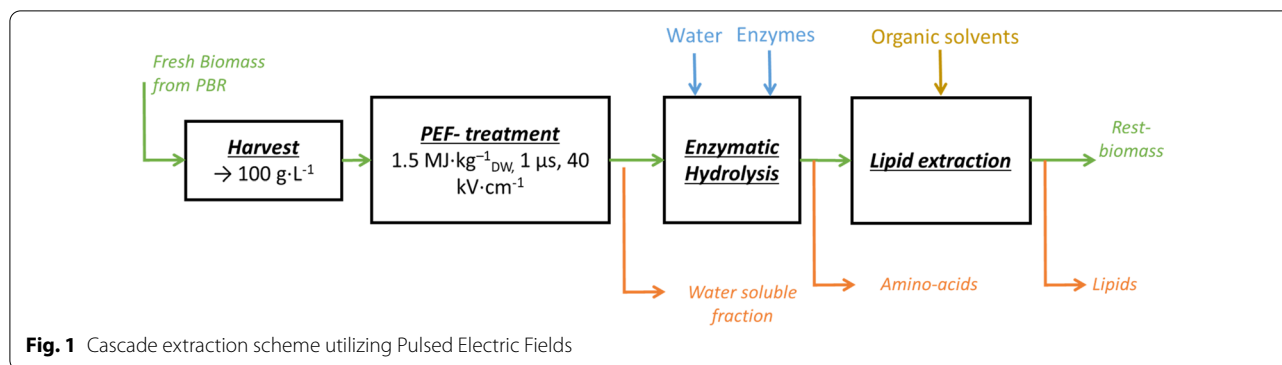 Water Enzymes
Organic solvents
Fresh Biomass
from PBR
Harvest
→ 100 g·L⁻¹
PEF- treatment
1.5 MJ·kg⁻¹DW, 1 µs, 40
kV·cm⁻¹
Enzymatic
Hydrolysis
Lipid extraction
Rest-
biomass
Water soluble
fraction
Amino-acids
Lipids
Fig. 1 Cascade extraction scheme utilizing Pulsed Electric Fields